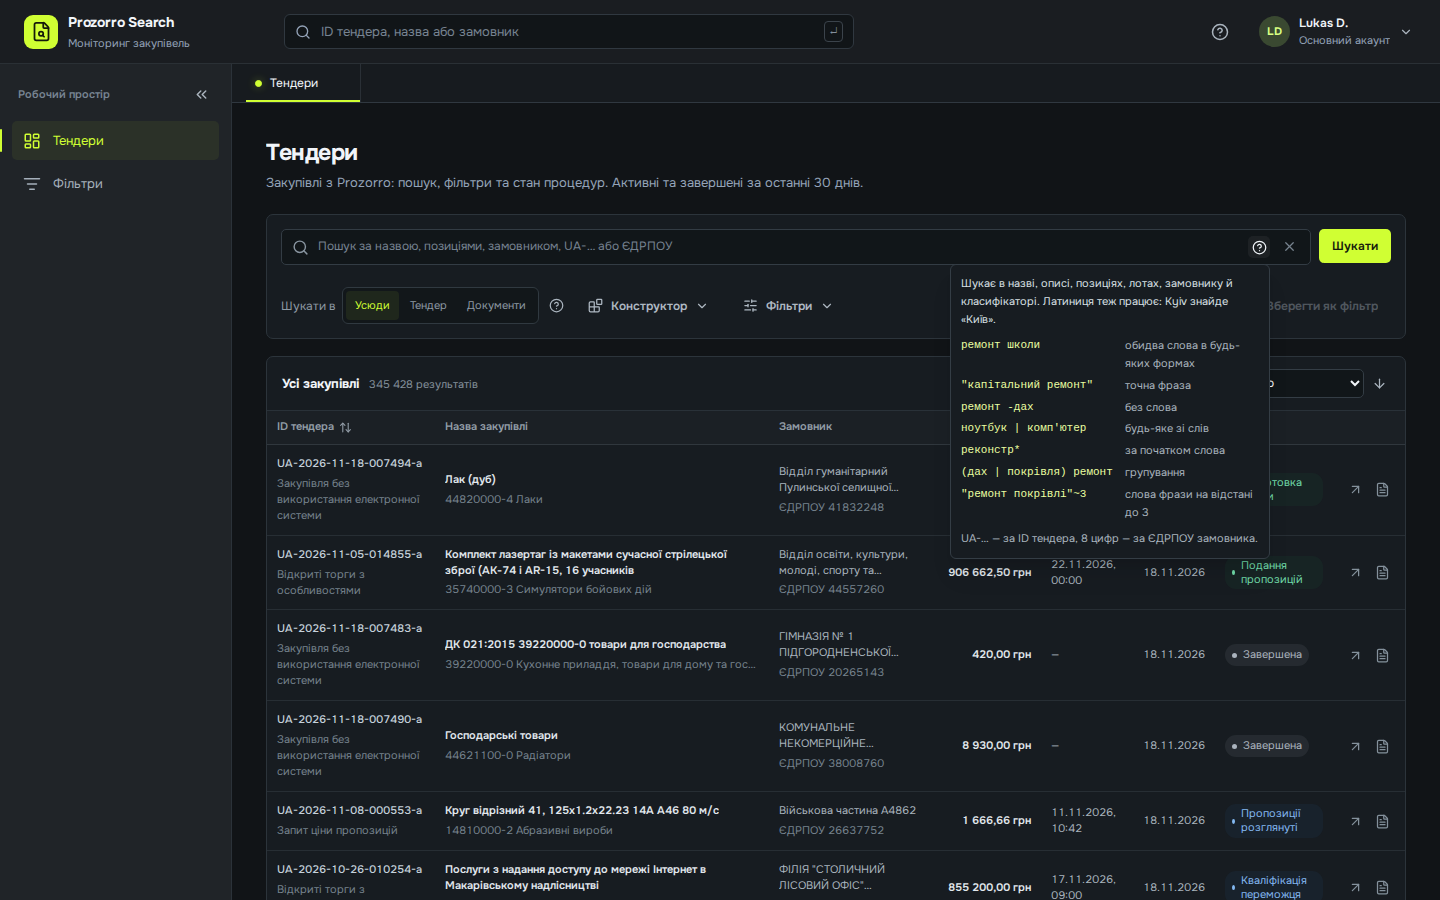 Prozorro Search
Моніторинг закупівель
ID тендера, назва або замовник
LD
Lukas D.
Основний акаунт
Робочий простір
Тендери
Фільтри
Тендери
Тендери
Закупівлі з Prozorro: пошук, фільтри та стан процедур. Активні та завершені за останні 30 днів.
Пошук за назвою, позиціями, замовником, UA-... або ЄДРПОУ
Шукати
Шукати в
Усюди
Тендер
Документи
Конструктор
Фільтри
Зберегти як фільтр
Шукає в назві, описі, позиціях, лотах, замовнику й
класифікаторі. Латиниця теж працює: Kyiv знайде
«Київ».
ремонт школи
обидва слова в будь-
яких формах
"капітальний ремонт"
точна фраза
ремонт -дах
без слова
ноутбук | комп'ютер
будь-яке зі слів
реконстр*
за початком слова
(дах | покрівля) ремонт
групування
"ремонт покрівлі"~3
слова фрази на відстані
до 3
UA-... — за ID тендера, 8 цифр — за ЄДРПОУ замовника.
Усі закупівлі
345 428 результатів
ID тендера
Назва закупівлі
Замовник
UA-2026-11-18-007494-a
Закупівля без
використання електронної
системи
Лак (дуб)
44820000-4 Лаки
Відділ гуманітарний
Пулинської селищної...
ЄДРПОУ 41832248
UA-2026-11-05-014855-a
Відкриті торги з
особливостями
Комплект лазертаг із макетами сучасної стрілецької
зброї (АК-74 і AR-15, 16 учасників
35740000-3 Симулятори бойових дій
Відділ освіти, культури,
молоді, спорту та...
ЄДРПОУ 44557260
906 662,50 грн
22.11.2026,
00:00
18.11.2026
Подання
пропозицій
UA-2026-11-18-007483-a
Закупівля без
використання електронної
системи
ДК 021:2015 39220000-0 товари для господарства
39220000-0 Кухонне приладдя, товари для дому та гос...
ГІМНАЗІЯ № 1
ПІДГОРОДНЕНСЬКОЇ...
ЄДРПОУ 20265143
420,00 грн
—
18.11.2026
Завершена
UA-2026-11-18-007490-a
Закупівля без
використання електронної
системи
Господарські товари
44621100-0 Радіатори
КОМУНАЛЬНЕ
НЕКОМЕРЦІЙНЕ...
ЄДРПОУ 38008760
8 930,00 грн
—
18.11.2026
Завершена
UA-2026-11-08-000553-a
Запит ціни пропозицій
Круг відрізний 41, 125х1.2х22.23 14А А46 80 м/с
14810000-2 Абразивні вироби
Військова частина А4862
ЄДРПОУ 26637752
1 666,66 грн
11.11.2026,
10:42
18.11.2026
Пропозиції
розглянуті
UA-2026-10-26-010254-a
Відкриті торги з
Послуги з надання доступу до мережі Інтернет в
Макарівському надлісництві
ФІЛІЯ "СТОЛИЧНИЙ
ЛІСОВИЙ ОФІС"...
855 200,00 грн
17.11.2026,
09:00
18.11.2026
Кваліфікація
переможця